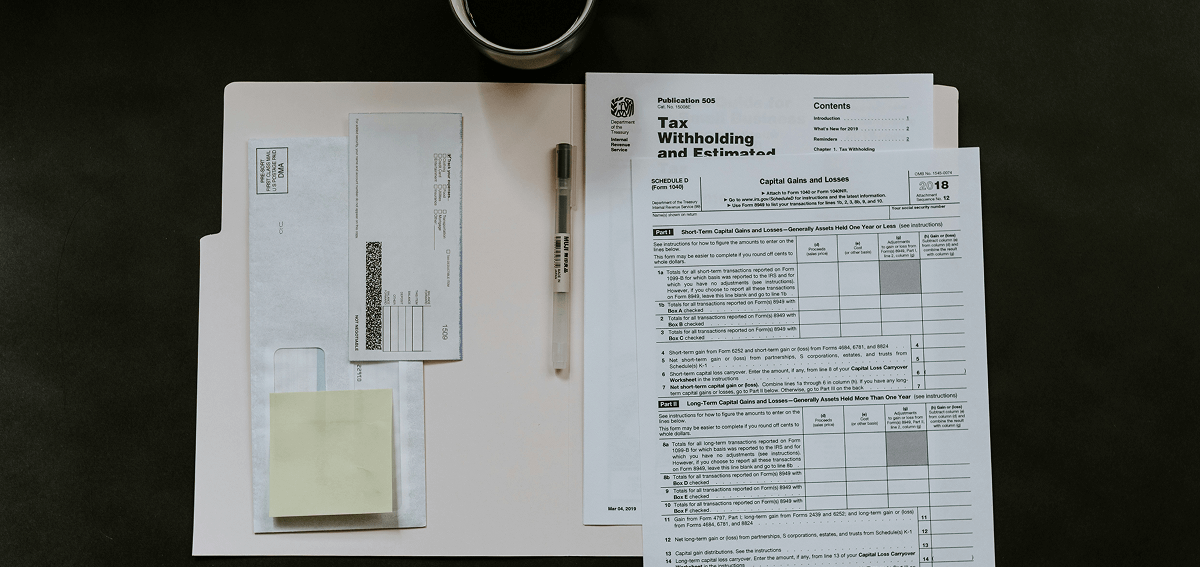 PRE-SORT
FIRST CLASS MAIL
U.S. POSTAGE PAID
DMA
NOT NEGOTIABLE
1509
MUJI
Publication 505
Cat. No. 15008E
Tax
Withholding
and Estimated
Department
of the
Treasury
Internal
Revenue
Service
Contents
Introduction 1
What's New for 2019 2
Reminders 2
Chapter 1. Tax Withholding
Mar 04, 2019
SCHEDULE D
(Form 1040)
Department of the Treasury
Internal Revenue Service (99)
Name(s) shown on return
Capital Gains and Losses
▶ Attach to Form 1040 or Form 1040NR.
▶ Go to www.irs.gov/ScheduleD for instructions and the latest information.
▶ Use Form 8949 to list your transactions for lines 1b, 2, 3, 8b, 9, and 10.
OMB No. 1545-0074
2018
Attachment
Sequence No. 12
Your social security number
Part I Short-Term Capital Gains and Losses—Generally Assets Held One Year or Less (see instructions)
See instructions for how to figure the amounts to enter on the
lines below.
This form may be easier to complete if you round off cents to
whole dollars.
(d)
Proceeds
(sales price)
(e)
Cost
(or other basis)
(g)
Adjustments
to gain or loss from
Form(s) 8949, Part I,
line 2, column (g)
(h) Gain or (loss)
Subtract column (e)
from column (d) and
combine the result
with column (g)
1a Totals for all short-term transactions reported on Form
1099-B for which basis was reported to the IRS and for
which you have no adjustments (see instructions).
However, if you choose to report all these transactions
on Form 8949, leave this line blank and go to line 1b
1b Totals for all transactions reported on Form(s) 8949 with
Box A checked
2 Totals for all transactions reported on Form(s) 8949 with
Box B checked
3 Totals for all transactions reported on Form(s) 8949 with
Box C checked
4 Short-term gain from Form 6252 and short-term gain or (loss) from Forms 4684, 6781, and 8824 4
5 Net short-term gain or (loss) from partnerships, S corporations, estates, and trusts from
Schedule(s) K-1 5
6 Short-term capital loss carryover. Enter the amount, if any, from line 8 of your Capital Loss Carryover
Worksheet in the instructions 6
7 Net short-term capital gain or (loss). Combine lines 1a through 6 in column (h). If you have any long-
term capital gains or losses, go to Part II below. Otherwise, go to Part III on the back 7
Part II Long-Term Capital Gains and Losses—Generally Assets Held More Than One Year (see instructions)
See instructions for how to figure the amounts to enter on the
lines below.
This form may be easier to complete if you round off cents to
whole dollars.
(d)
Proceeds
(sales price)
(e)
Cost
(or other basis)
(g)
Adjustments
to gain or loss from
Form(s) 8949, Part II,
line 2, column (g)
(h) Gain or (loss)
Subtract column (e)
from column (d) and
combine the result
with column (g)
8a Totals for all long-term transactions reported on Form
1099-B for which basis was reported to the IRS and for
which you have no adjustments (see instructions).
However, if you choose to report all these transactions
on Form 8949, leave this line blank and go to line 8b
8b Totals for all transactions reported on Form(s) 8949 with
Box D checked
9 Totals for all transactions reported on Form(s) 8949 with
Box E checked
10 Totals for all transactions reported on Form(s) 8949 with
Box F checked
11 Gain from Form 4797, Part I; long-term gain from Forms 2439 and 6252; and long-term gain or (loss)
from Forms 4684, 6781, and 8824 11
12 Net long-term gain or (loss) from partnerships, S corporations, estates, and trusts from Schedule(s) K-1 12
13 Capital gain distributions. See the instructions 13
14 Long-term capital loss carryover. Enter the amount, if any, from line 13 of your Capital Loss Carryover
Worksheet in the instructions 14